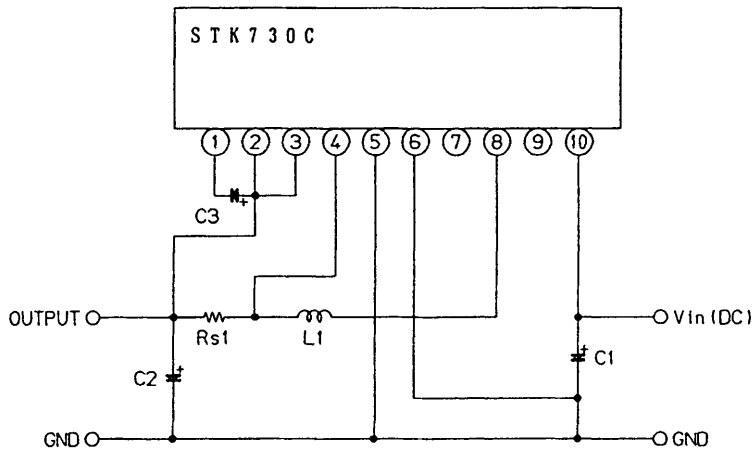 STK730C
1 2 3 4 5 6 7 8 9 10
+
C3
OUTPUT
Rs1
L1
Vin(DC)
C2
+
+
C1
GND
GND